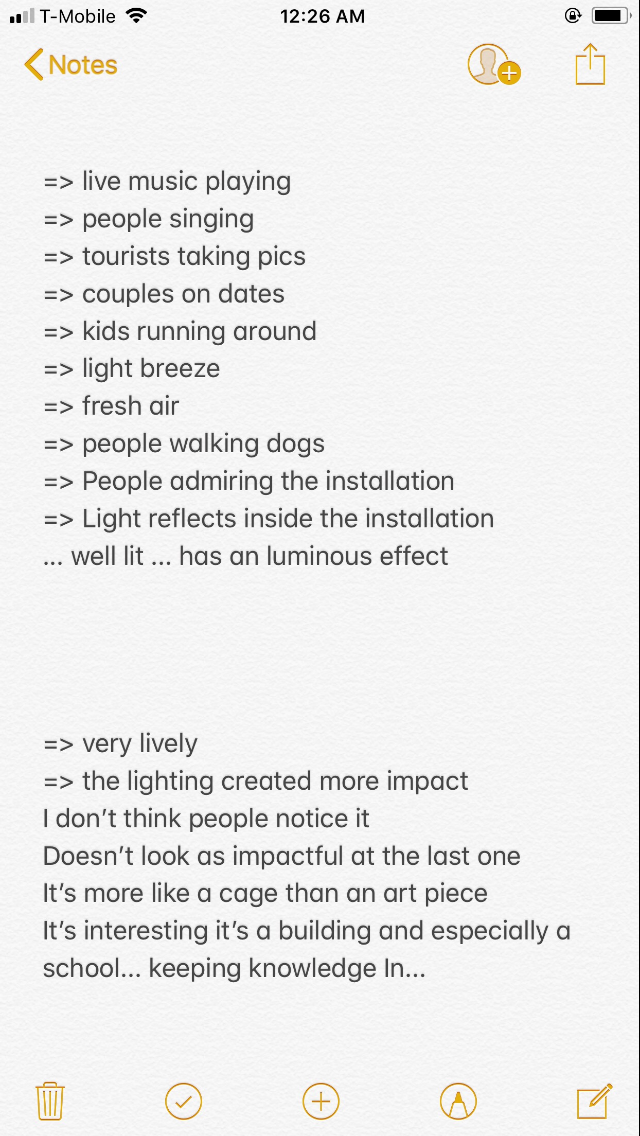 T-Mobile 12:26 AM
Notes
=> live music playing
=> people singing
=> tourists taking pics
=> couples on dates
=> kids running around
=> light breeze
=> fresh air
=> people walking dogs
=> People admiring the installation
=> Light reflects inside the installation
... well lit ... has an luminous effect
=> very lively
=> the lighting created more impact
I don’t think people notice it
Doesn’t look as impactful at the last one
It’s more like a cage than an art piece
It’s interesting it’s a building and especially a
school... keeping knowledge In...